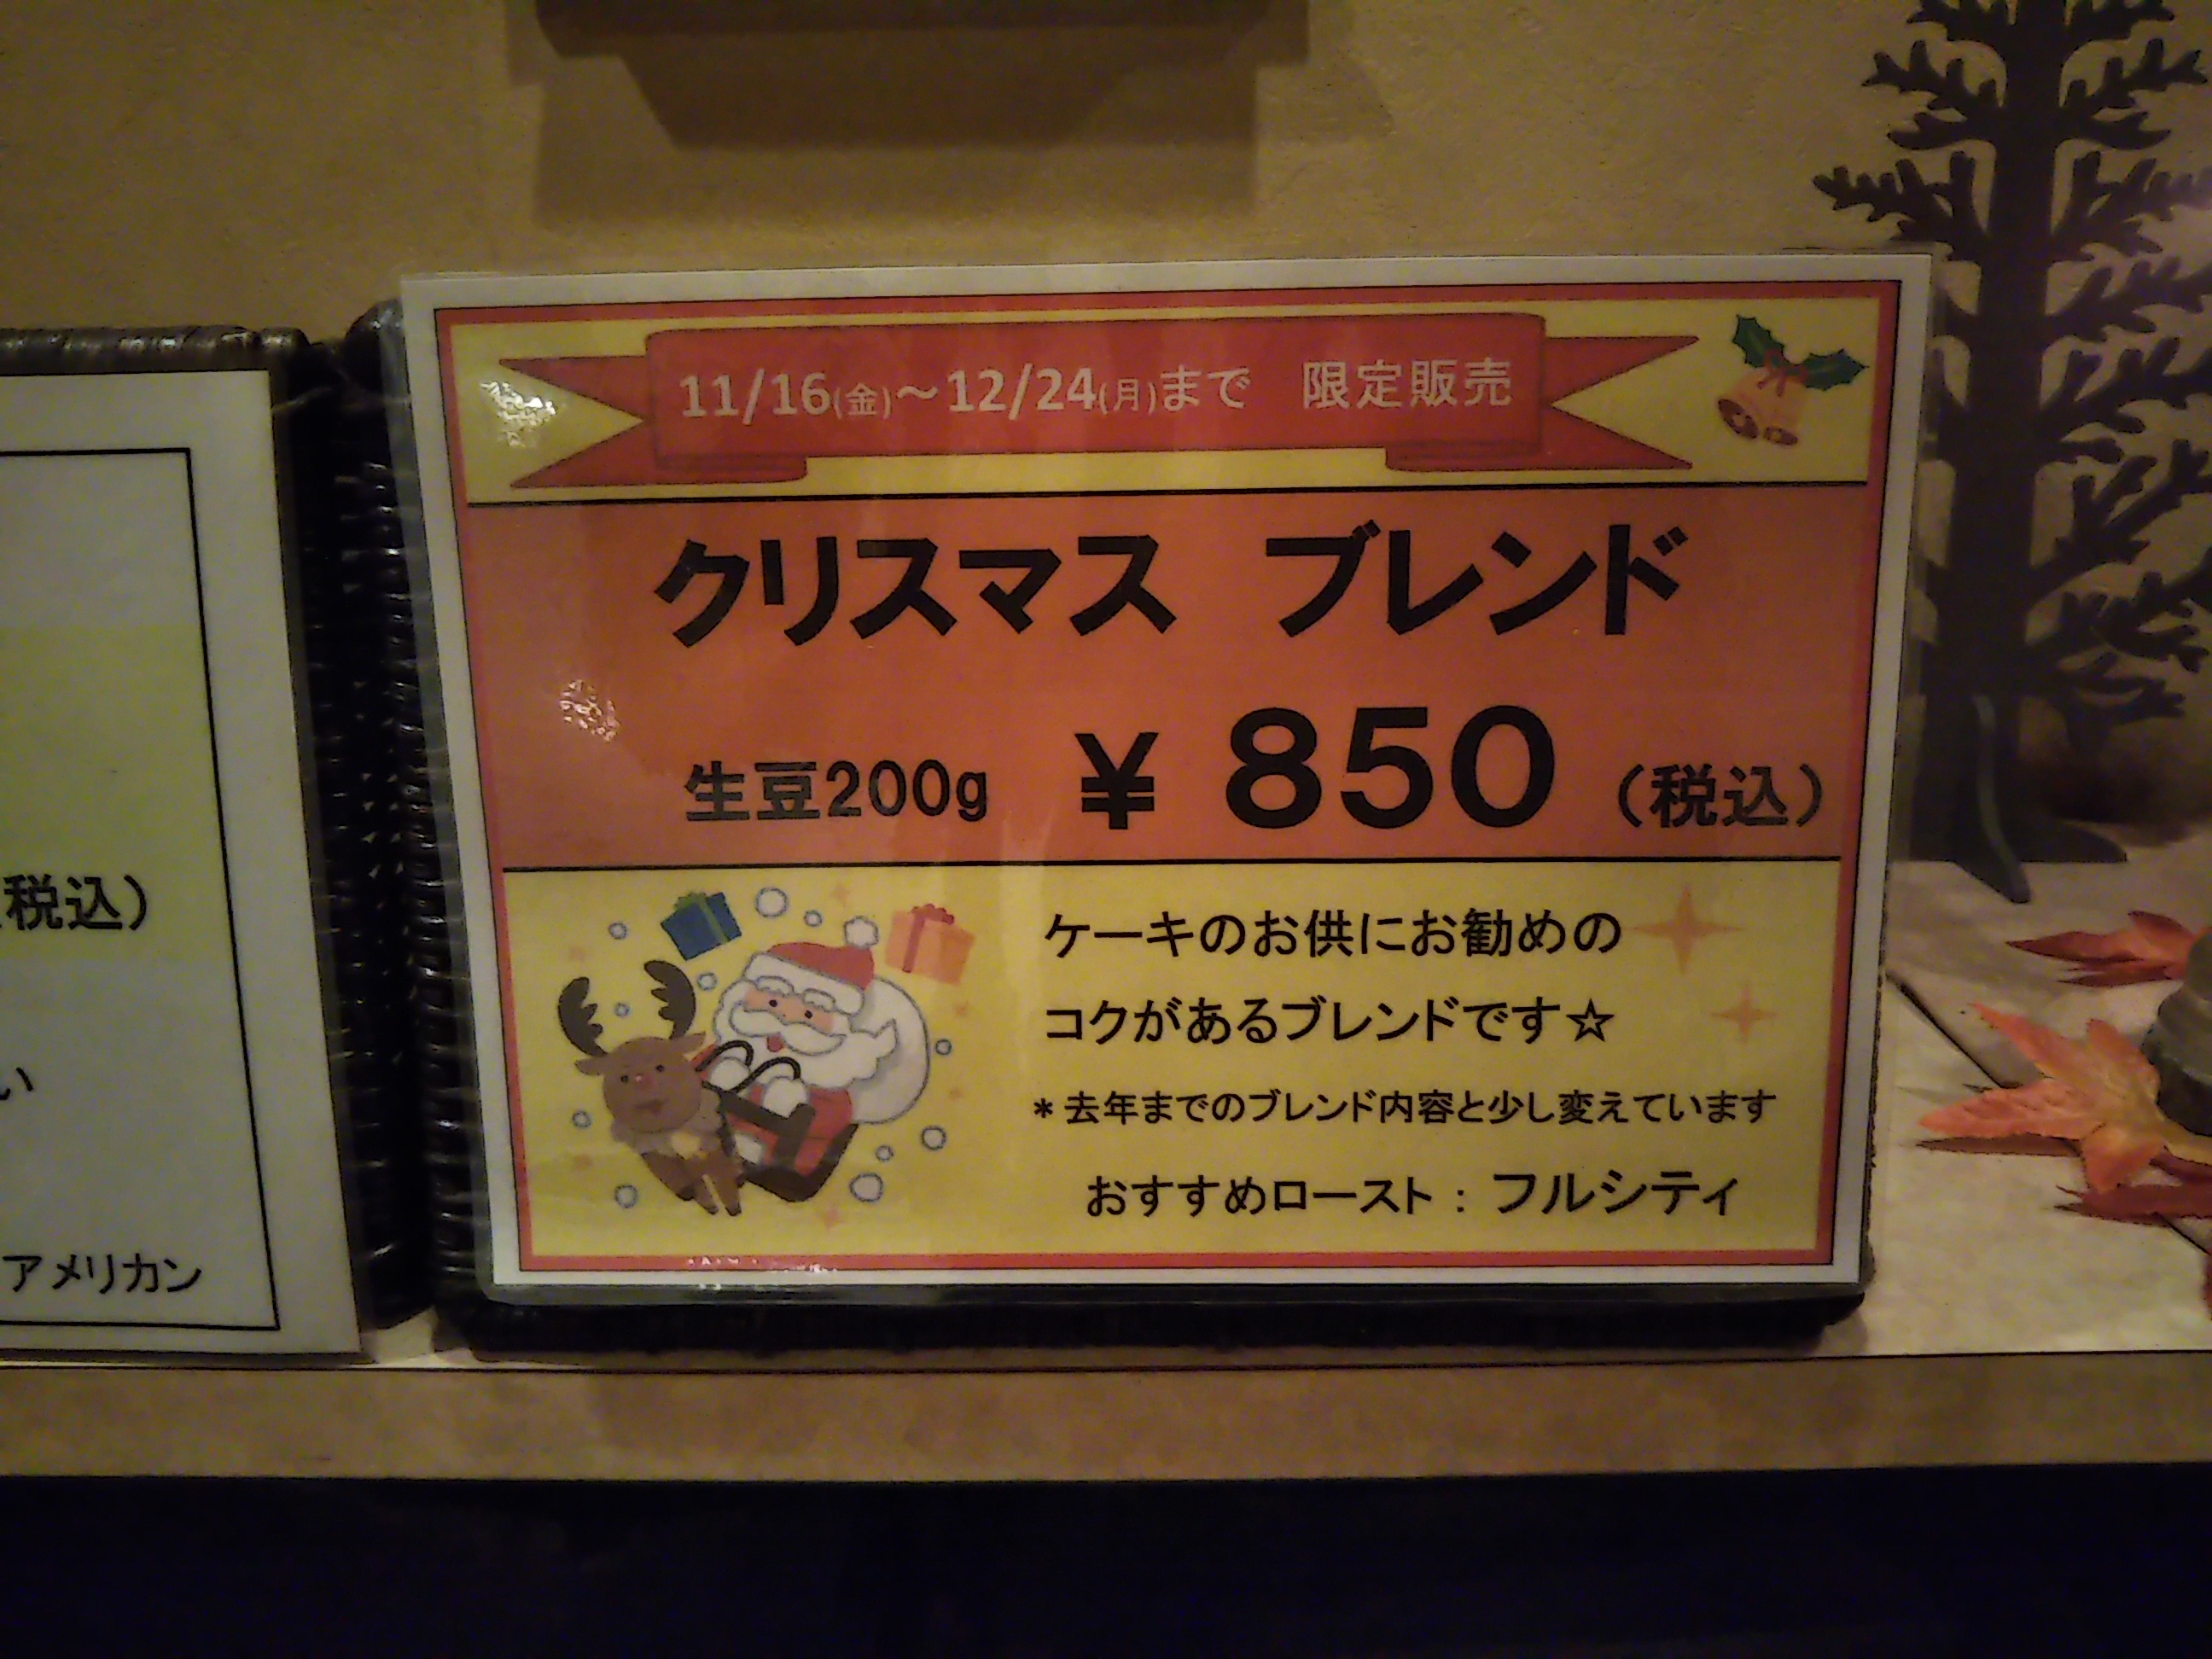 11/16(金)～12/24(月)まで　限定販売
クリスマス　ブレンド
生豆200g　￥850（税込）
ケーキのお供にお勧めの
コクがあるブレンドです☆
＊去年までのブレンド内容と少し変えています
おすすめロースト：フルシティ
税込）
い
アメリカン